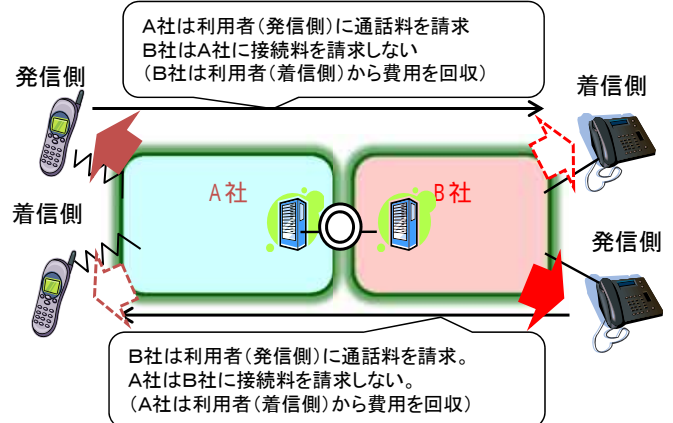 A社は利用者(発信側)に通話料を請求
B社はA社に接続料を請求しない
(B社は利用者(着信側)から費用を回収)
発信側
着信側
A社
B社
着信側
発信側
B社は利用者(発信側)に通話料を請求。
A社はB社に接続料を請求しない。
(A社は利用者(着信側)から費用を回収)